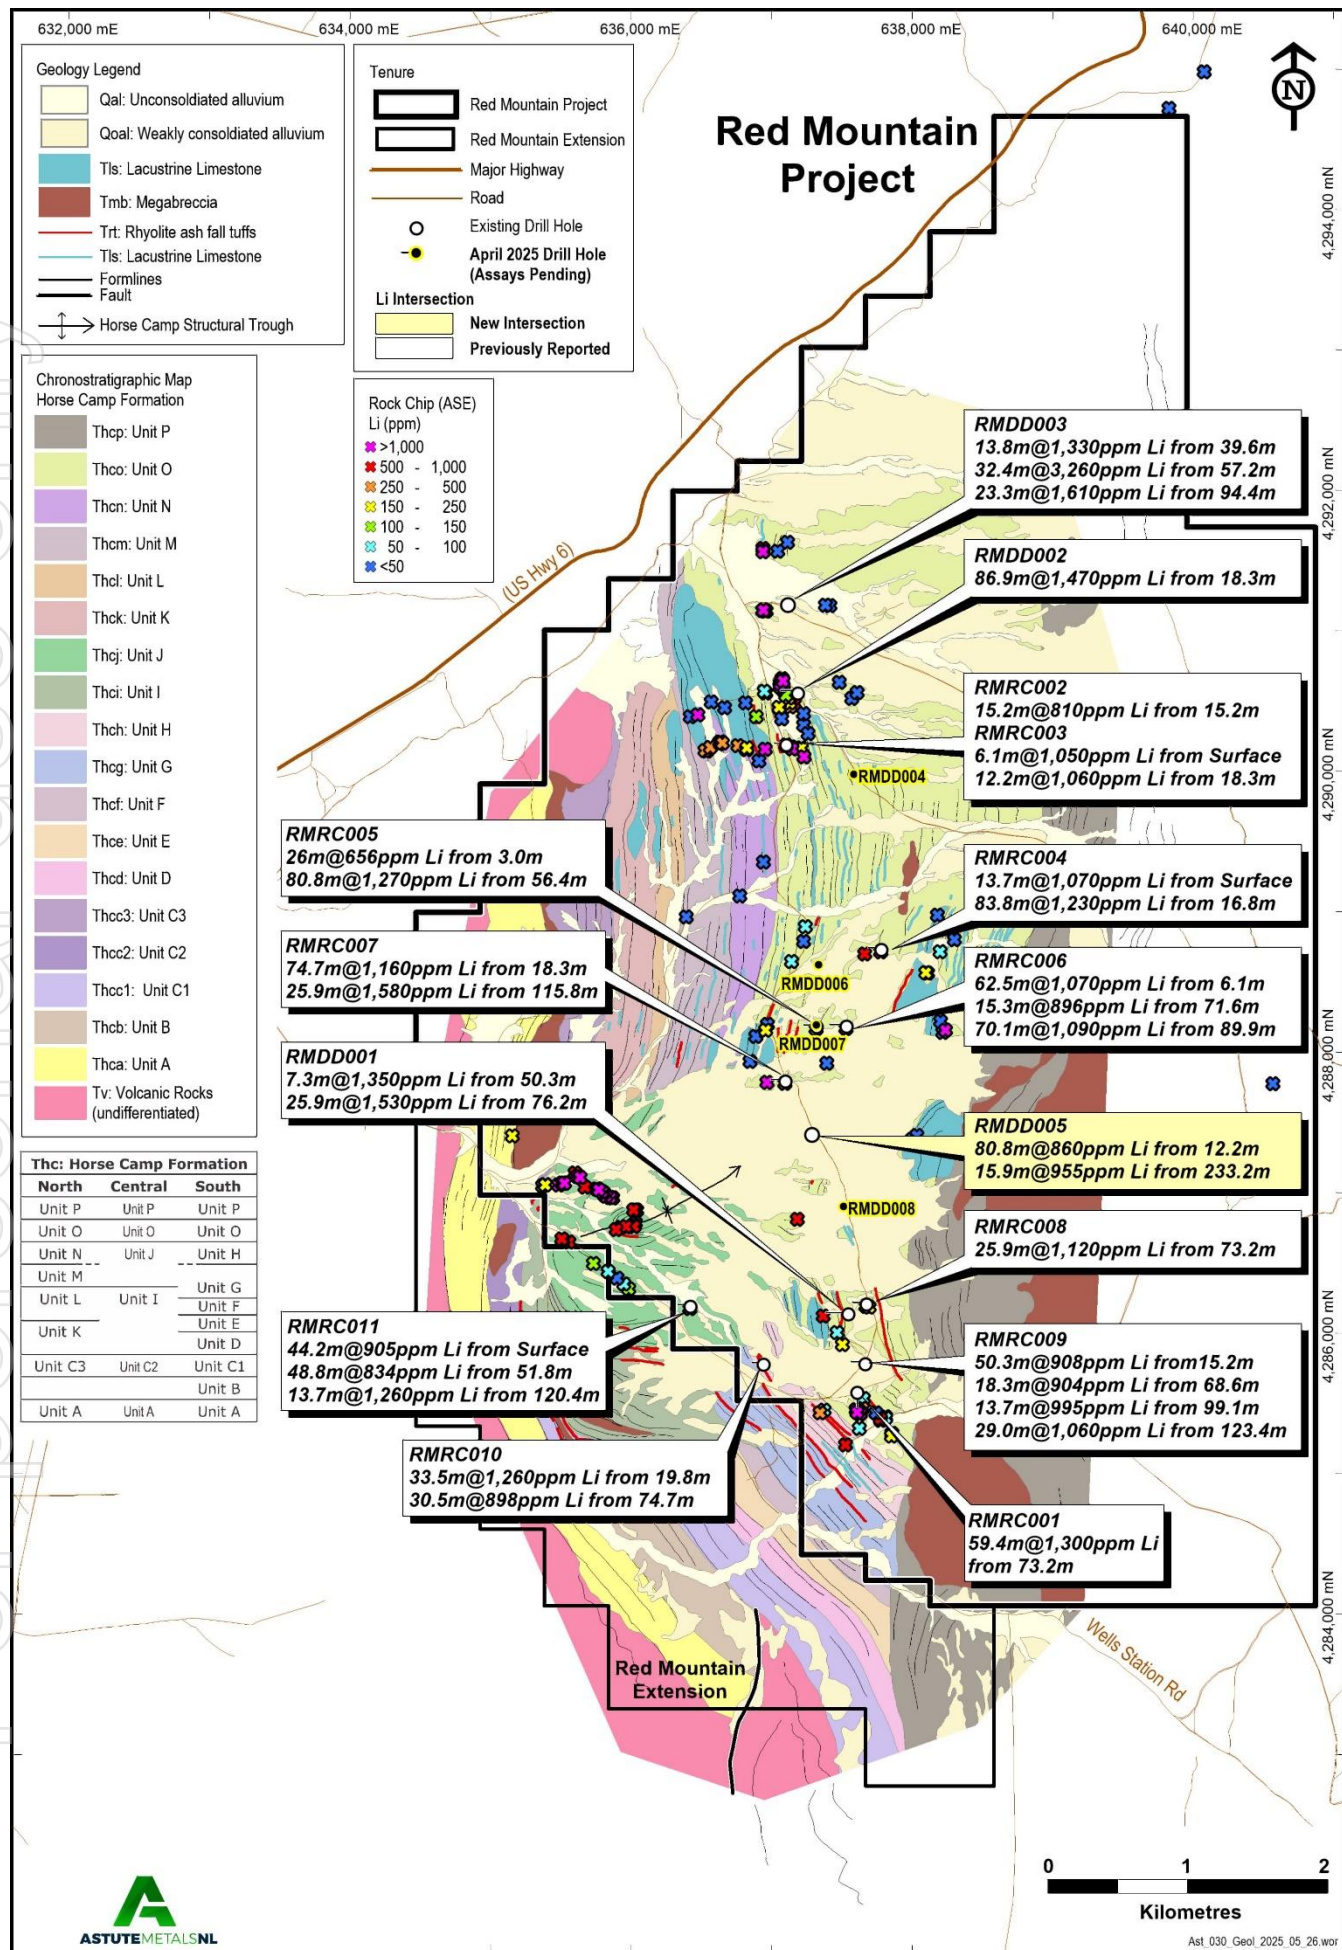 632,000 mE
634,000 mE
636,000 mE
638,000 mE
640,000 mE
Geology Legend
Qal: Unconsoldiated alluvium
Qoal: Weakly consoldiated alluvium
Tls: Lacustrine Limestone
Tmb: Megabreccia
Trt: Rhyolite ash fall tuffs
Tls: Lacustrine Limestone
Formlines
Fault
Horse Camp Structural Trough
Tenure
Red Mountain Project
Red Mountain Extension
Major Highway
Road
Existing Drill Hole
April 2025 Drill Hole
(Assays Pending)
Li Intersection
New Intersection
Previously Reported
Red Mountain
Project
N
4,294,000 mN
4,292,000 mN
4,290,000 mN
4,288,000 mN
4,286,000 mN
4,284,000 mN
Chronostratigraphic Map
Horse Camp Formation
Thcp: Unit P
Thco: Unit O
Thcn: Unit N
Thcm: Unit M
Thcl: Unit L
Thck: Unit K
Thcj: Unit J
Thci: Unit I
Thch: Unit H
Thcg: Unit G
Thcf: Unit F
Thce: Unit E
Thcd: Unit D
Thcc3: Unit C3
Thcc2: Unit C2
Thcc1: Unit C1
Thcb: Unit B
Thca: Unit A
Tv: Volcanic Rocks
(undifferentiated)
Rock Chip (ASE)
Li (ppm)
>1,000
500 - 1,000
250 - 500
150 - 250
100 - 150
50 - 100
<50
(US Hwy 6)
RMDD003
13.8m@1,330ppm Li from 39.6m
32.4m@3,260ppm Li from 57.2m
23.3m@1,610ppm Li from 94.4m
RMDD002
86.9m@1,470ppm Li from 18.3m
RMRC002
15.2m@810ppm Li from 15.2m
RMRC003
6.1m@1,050ppm Li from Surface
12.2m@1,060ppm Li from 18.3m
RMDD004
RMRC005
26m@656ppm Li from 3.0m
80.8m@1,270ppm Li from 56.4m
RMRC004
13.7m@1,070ppm Li from Surface
83.8m@1,230ppm Li from 16.8m
RMRC007
74.7m@1,160ppm Li from 18.3m
25.9m@1,580ppm Li from 115.8m
RMDD006
RMRC006
62.5m@1,070ppm Li from 6.1m
15.3m@896ppm Li from 71.6m
70.1m@1,090ppm Li from 89.9m
RMDD007
RMDD001
7.3m@1,350ppm Li from 50.3m
25.9m@1,530ppm Li from 76.2m
RMDD005
80.8m@860ppm Li from 12.2m
15.9m@955ppm Li from 233.2m
RMDD008
RMRC008
25.9m@1,120ppm Li from 73.2m
Thc: Horse Camp Formation
North Central South
Unit P Unit P Unit P
Unit O Unit O Unit O
Unit N Unit J Unit H
Unit M
Unit G
Unit L Unit I
Unit F
Unit E
Unit K
Unit D
Unit C3 Unit C2 Unit C1
Unit B
Unit A Unit A Unit A
RMRC011
44.2m@905ppm Li from Surface
48.8m@834ppm Li from 51.8m
13.7m@1,260ppm Li from 120.4m
RMRC009
50.3m@908ppm Li from15.2m
18.3m@904ppm Li from 68.6m
13.7m@995ppm Li from 99.1m
29.0m@1,060ppm Li from 123.4m
RMRC010
33.5m@1,260ppm Li from 19.8m
30.5m@898ppm Li from 74.7m
RMRC001
59.4m@1,300ppm Li
from 73.2m
Wells Station Rd
Red Mountain
Extension
0 1 2
Kilometres
ASTUTEMETALSNL
Ast_030_Geol_2025_05_26.wor